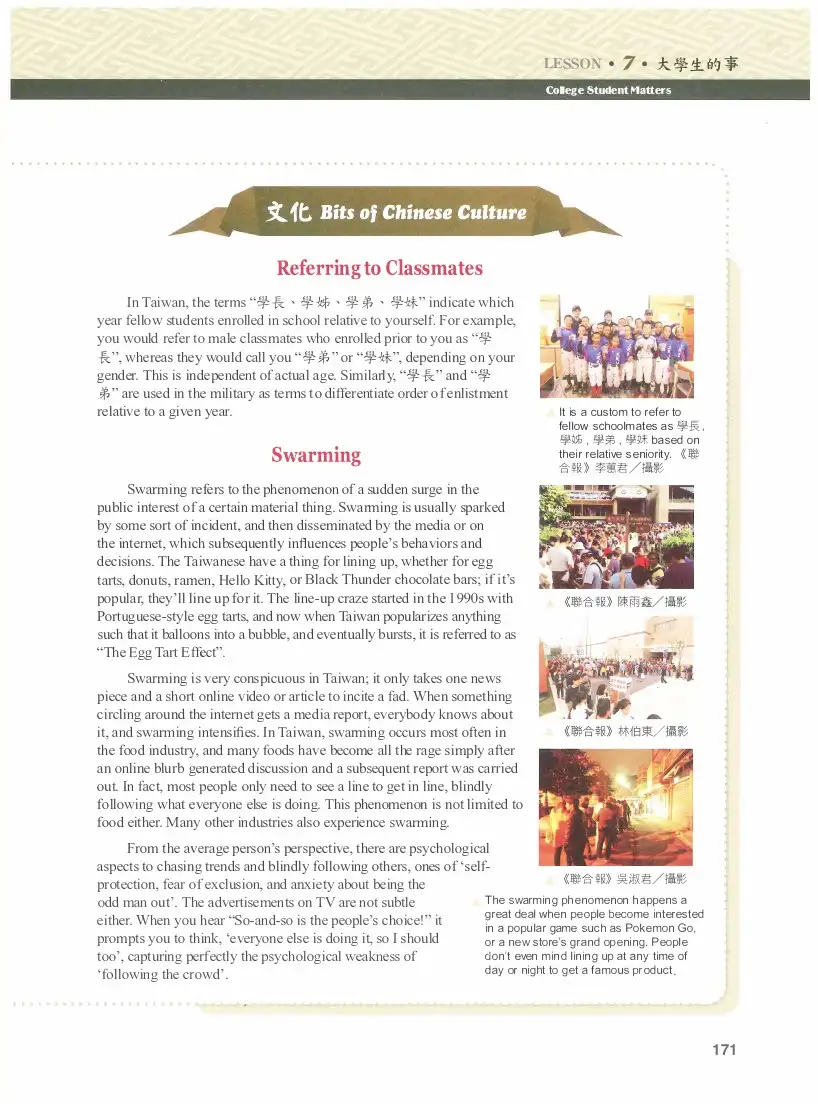 LESSON • 7 • 大學生的事
College Student Matters
文化 Bits of Chinese Culture
Referring to Classmates
In Taiwan, the terms “學長、學姊、學弟、學妹” indicate which
year fellow students enrolled in school relative to yourself. For example,
you would refer to male classmates who enrolled prior to you as “學
長”, whereas they would call you “學弟” or “學妹”, depending on your
gender. This is independent of actual age. Similarly, “學長” and “學
弟” are used in the military as terms to differentiate order of enlistment
relative to a given year.
It is a custom to refer to
fellow schoolmates as 學長,
學姊, 學弟, 學妹 based on
their relative seniority. 《聯
合報》李蕙君／攝影
Swarming
Swarming refers to the phenomenon of a sudden surge in the
public interest of a certain material thing. Swarming is usually sparked
by some sort of incident, and then disseminated by the media or on
the internet, which subsequently influences people’s behaviors and
decisions. The Taiwanese have a thing for lining up, whether for egg
tarts, donuts, ramen, Hello Kitty, or Black Thunder chocolate bars; if it’s
popular, they’ll line up for it. The line-up craze started in the 1990s with
Portuguese-style egg tarts, and now when Taiwan popularizes anything
such that it balloons into a bubble, and eventually bursts, it is referred to as
“The Egg Tart Effect”.
Swarming is very conspicuous in Taiwan; it only takes one news
piece and a short online video or article to incite a fad. When something
circling around the internet gets a media report, everybody knows about
it, and swarming intensifies. In Taiwan, swarming occurs most often in
the food industry, and many foods have become all the rage simply after
an online blurb generated discussion and a subsequent report was carried
out. In fact, most people only need to see a line to get in line, blindly
following what everyone else is doing. This phenomenon is not limited to
food either. Many other industries also experience swarming.
From the average person’s perspective, there are psychological
aspects to chasing trends and blindly following others, ones of ‘self-
protection, fear of exclusion, and anxiety about being the
odd man out’. The advertisements on TV are not subtle
either. When you hear “So-and-so is the people’s choice!” it
prompts you to think, ‘everyone else is doing it, so I should
too’, capturing perfectly the psychological weakness of
‘following the crowd’.
《聯合報》陳雨鑫／攝影
《聯合報》林伯東／攝影
《聯合報》吳淑君／攝影
The swarming phenomenon happens a
great deal when people become interested
in a popular game such as Pokemon Go,
or a new store’s grand opening. People
don’t even mind lining up at any time of
day or night to get a famous product.
171